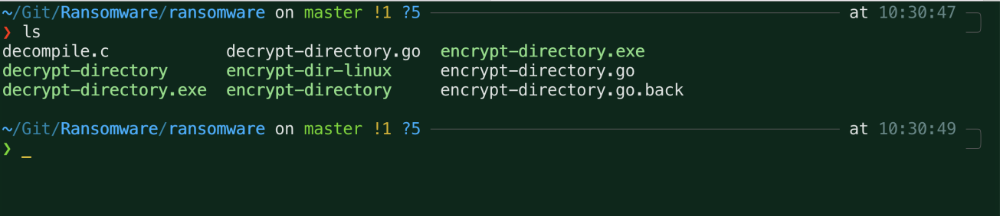 ~/Git/Ransomware/ransomware on master !1 ?5 at 10:30:47
❯ ls
decompile.c decrypt-directory.go encrypt-directory.exe
decrypt-directory encrypt-dir-linux encrypt-directory.go
decrypt-directory.exe encrypt-directory encrypt-directory.go.back
~/Git/Ransomware/ransomware on master !1 ?5 at 10:30:49
❯ _